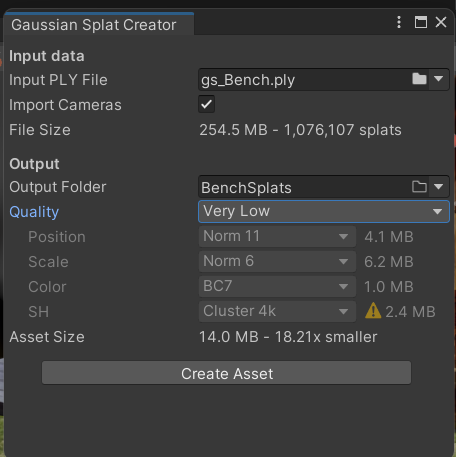 Gaussian Splat Creator
Input data
Input PLY File gs_Bench.ply
Import Cameras
File Size 254.5 MB - 1,076,107 splats
Output
Output Folder BenchSplats
Quality Very Low
Position Norm 11 4.1 MB
Scale Norm 6 6.2 MB
Color BC7 1.0 MB
SH Cluster 4k 2.4 MB
Asset Size 14.0 MB - 18.21x smaller
Create Asset